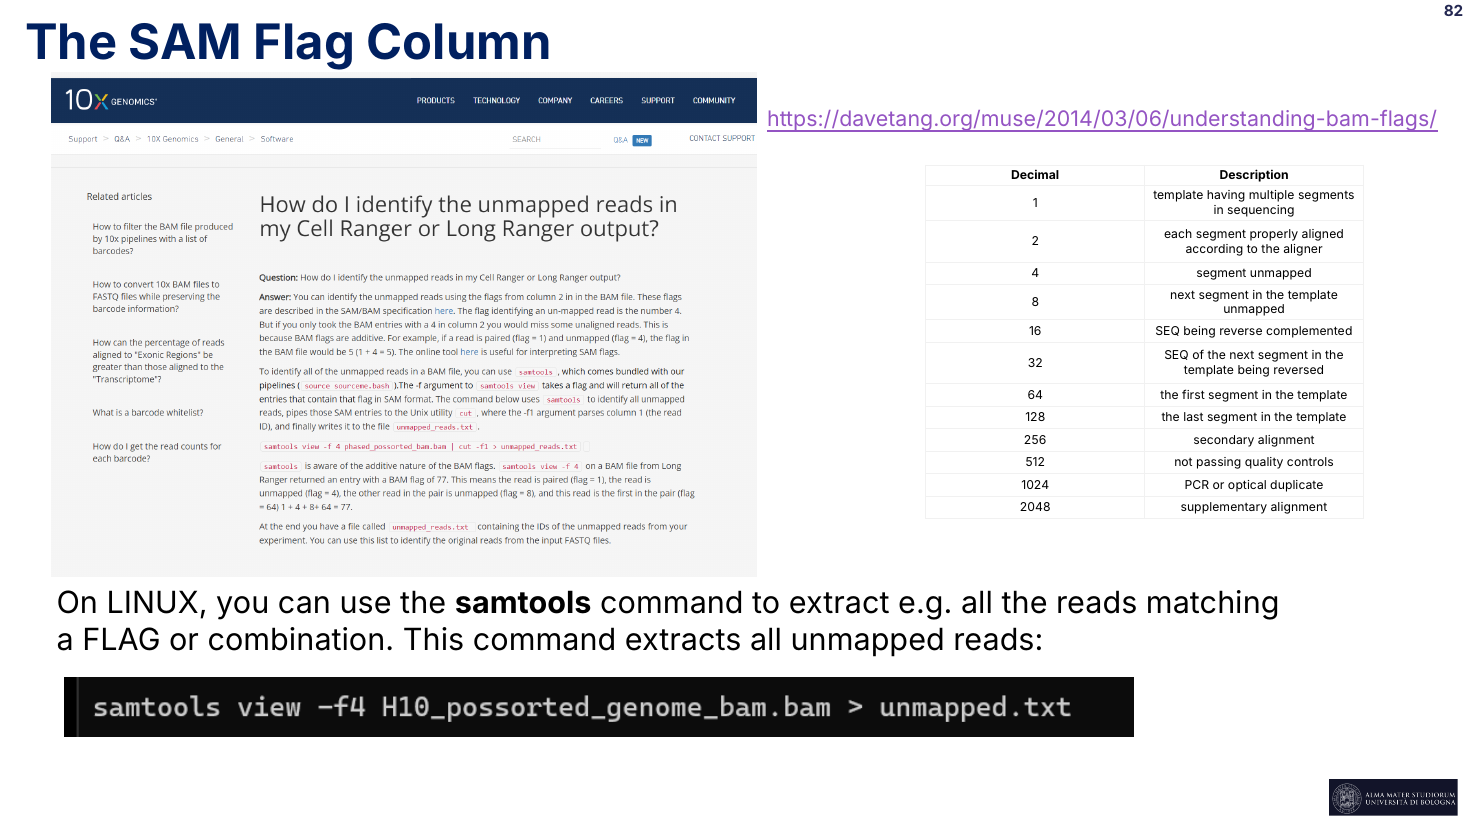 82
The SAM Flag Column
10X GENOMICS
PRODUCTS TECHNOLOGY COMPANY CAREERS SUPPORT COMMUNITY
Support > Q&A > 10X Genomics > General > Software
SEARCH
Q&A NEW
CONTACT SUPPORT
Related articles
How to filter the BAM file produced
by 10x pipelines with a list of
barcodes?
How to convert 10x BAM files to
FASTQ files while preserving the
barcode information?
How can the percentage of reads
aligned to "Exonic Regions" be
greater than those aligned to the
"Transcriptome"?
What is a barcode whitelist?
How do I get the read counts for
each barcode?
How do I identify the unmapped reads in
my Cell Ranger or Long Ranger output?
Question: How do I identify the unmapped reads in my Cell Ranger or Long Ranger output?
Answer: You can identify the unmapped reads using the flags from column 2 in in the BAM file. These flags
are described in the SAM/BAM specification here. The flag identifying an un-mapped read is the number 4.
But if you only took the BAM entries with a 4 in column 2 you would miss some unaligned reads. This is
because BAM flags are additive. For example, if a read is paired (flag = 1) and unmapped (flag = 4), the flag in
the BAM file would be 5 (1 + 4 = 5). The online tool here is useful for interpreting SAM flags.
To identify all of the unmapped reads in a BAM file, you can use samtools , which comes bundled with our
pipelines ( source sourceme.bash ).The -f argument to samtools view takes a flag and will return all of the
entries that contain that flag in SAM format. The command below uses samtools to identify all unmapped
reads, pipes those SAM entries to the Unix utility cut , where the -f1 argument parses column 1 (the read
ID), and finally writes it to the file unmapped_reads.txt .
samtools view -f 4 phased_possorted_bam.bam | cut -f1 > unmapped_reads.txt
samtools is aware of the additive nature of the BAM flags. samtools view -f 4 on a BAM file from Long
Ranger returned an entry with a BAM flag of 77. This means the read is paired (flag = 1), the read is
unmapped (flag = 4), the other read in the pair is unmapped (flag = 8), and this read is the first in the pair (flag
= 64) 1 + 4 + 8+ 64 = 77.
At the end you have a file called unmapped_reads.txt containing the IDs of the unmapped reads from your
experiment. You can use this list to identify the original reads from the input FASTQ files.
https://davetang.org/muse/2014/03/06/understanding-bam-flags/
Decimal Description
1 template having multiple segments
in sequencing
2 each segment properly aligned
according to the aligner
4 segment unmapped
8 next segment in the template
unmapped
16 SEQ being reverse complemented
32 SEQ of the next segment in the
template being reversed
64 the first segment in the template
128 the last segment in the template
256 secondary alignment
512 not passing quality controls
1024 PCR or optical duplicate
2048 supplementary alignment
On LINUX, you can use the samtools command to extract e.g. all the reads matching
a FLAG or combination. This command extracts all unmapped reads:
samtools view -f4 H10_possorted_genome_bam.bam > unmapped.txt
ALMA MATER STUDIORUM
UNIVERSITÀ DI BOLOGNA